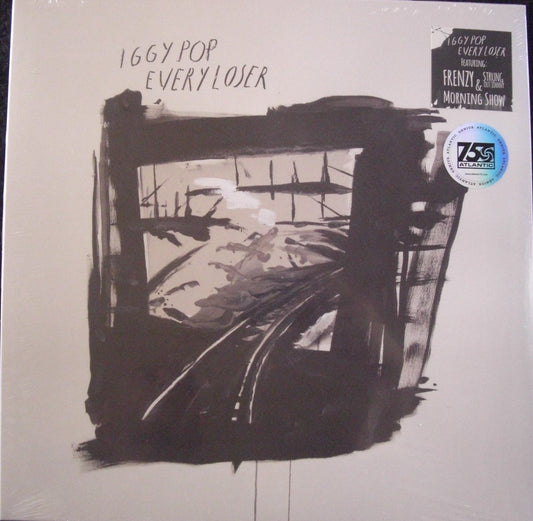 IGGY POP
EVERY LOSER
IGGY POP
EVERY LOSER
FEATURING:
FRENZY & STRUNG OUT JOHNNY
MORNING SHOW
75
ATLANTIC